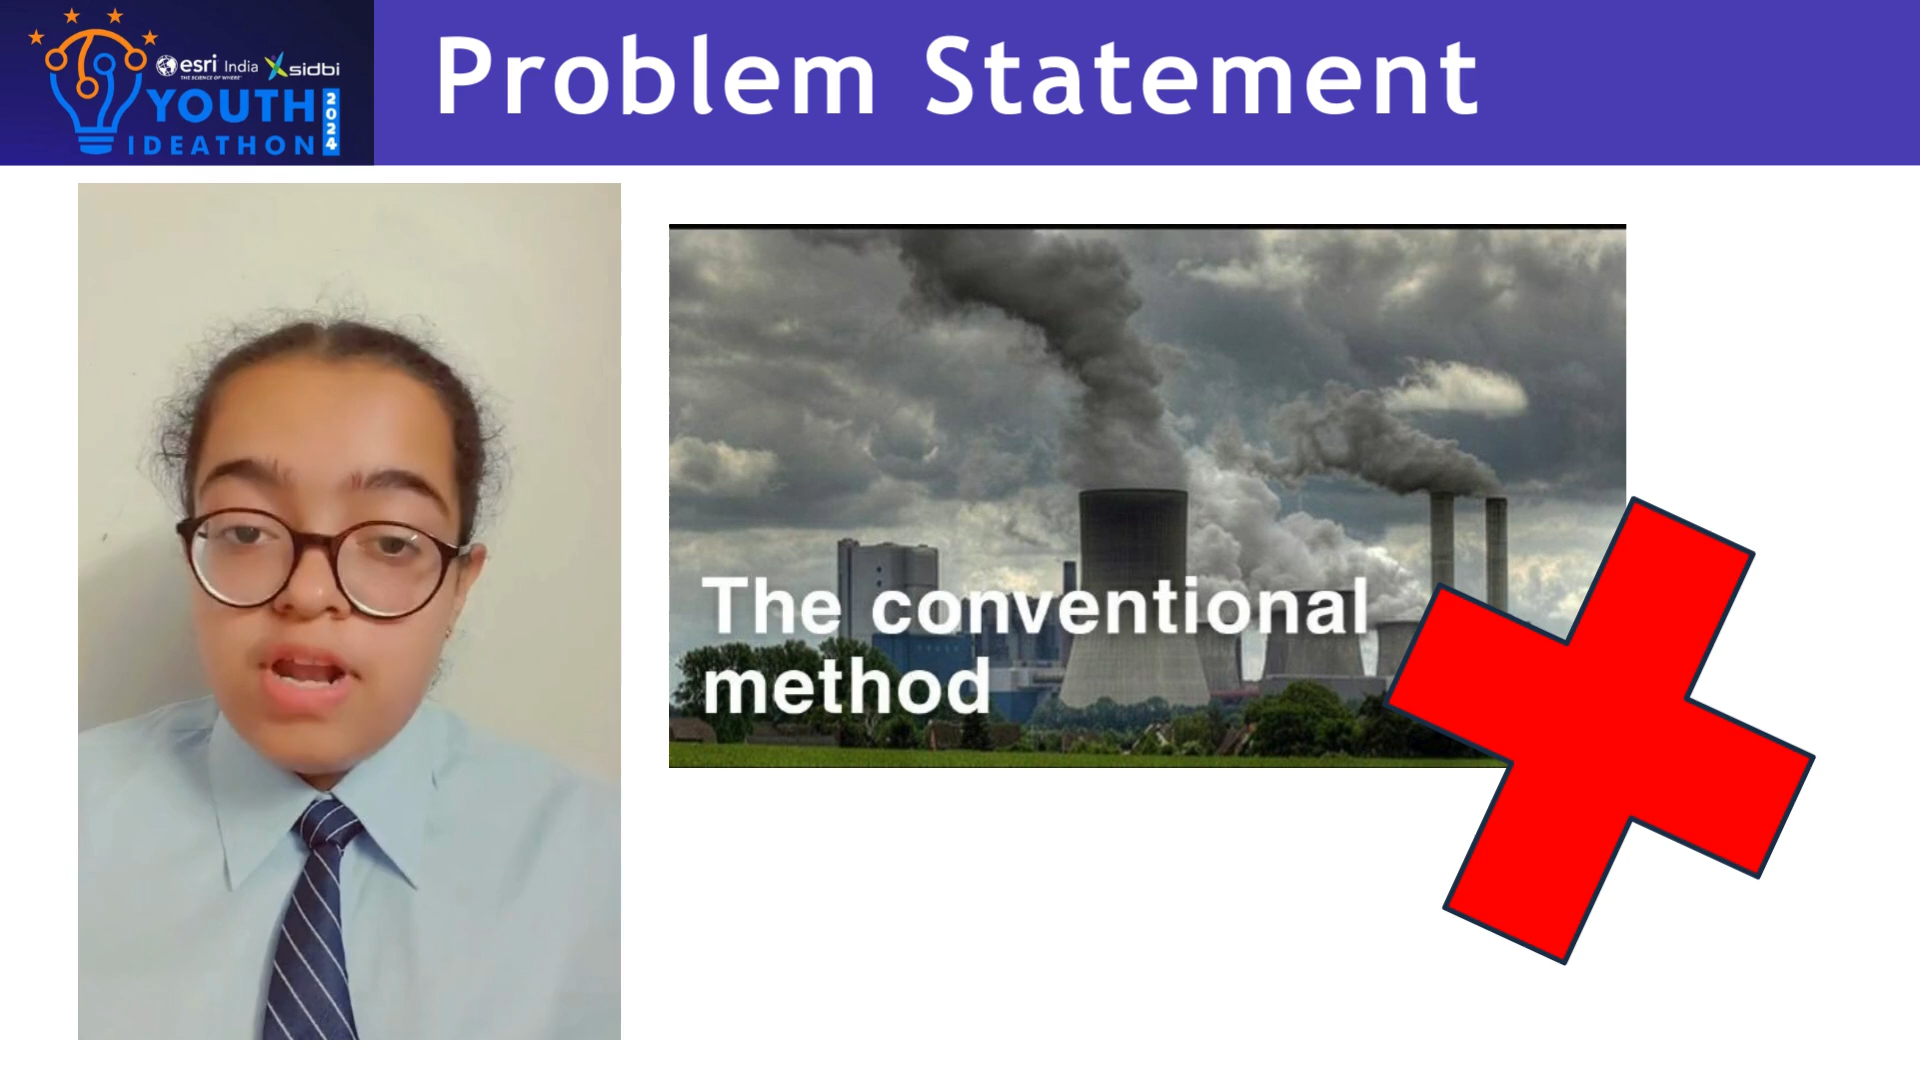 Problem Statement
esri India sidbi
THE SCIENCE OF WHERE
YOUTH
IDEATHON
2024
The conventional
method